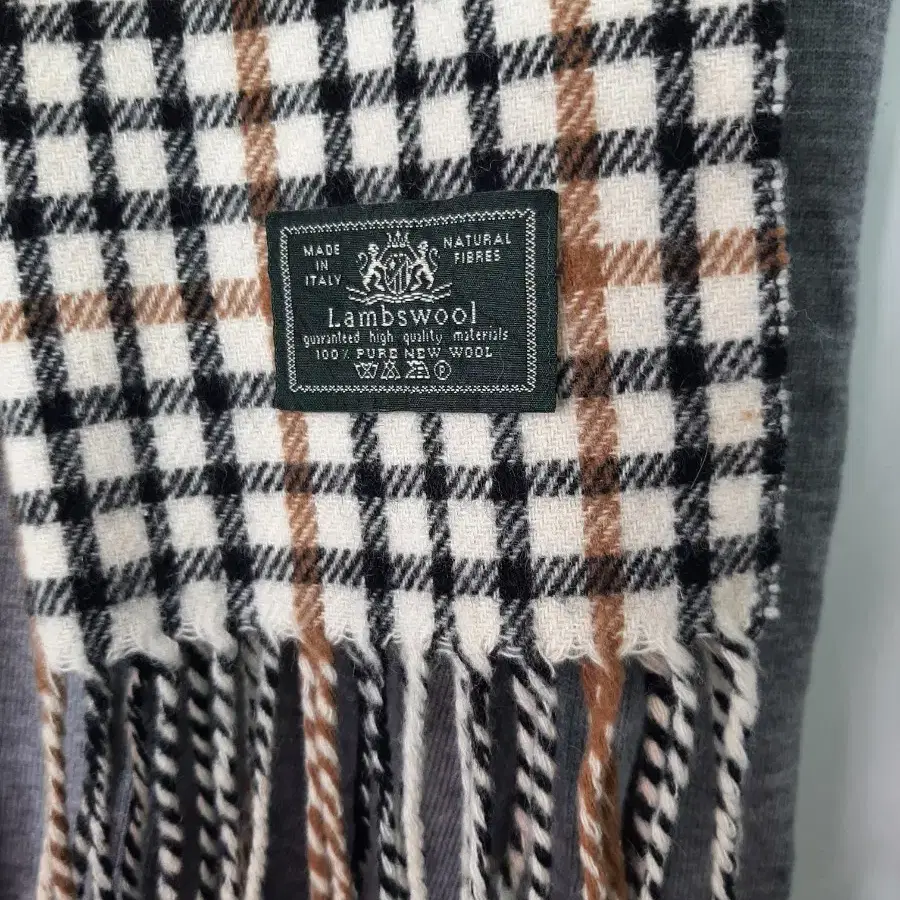 MADE
IN
ITALY
NATURAL
FIBRES
Lambswool
guaranteed high quality materials
100% PURE NEW WOOL
P